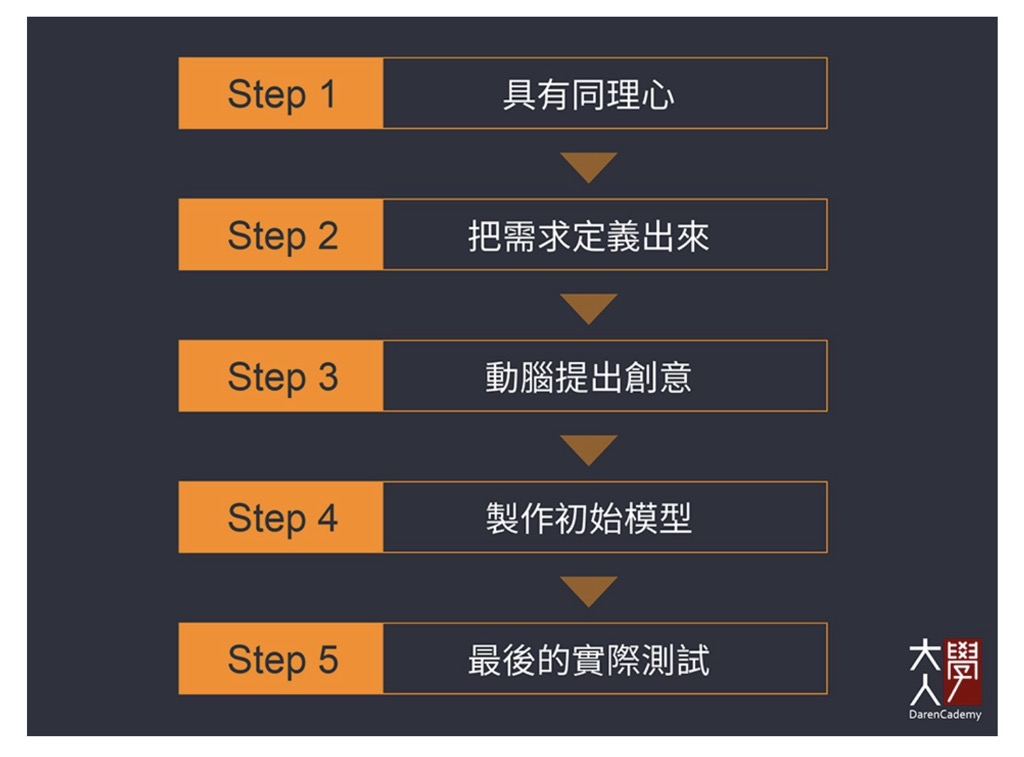 Step 1 具有同理心
Step 2 把需求定義出來
Step 3 動腦提出創意
Step 4 製作初始模型
Step 5 最後的實際測試
大人學
DarenCademy